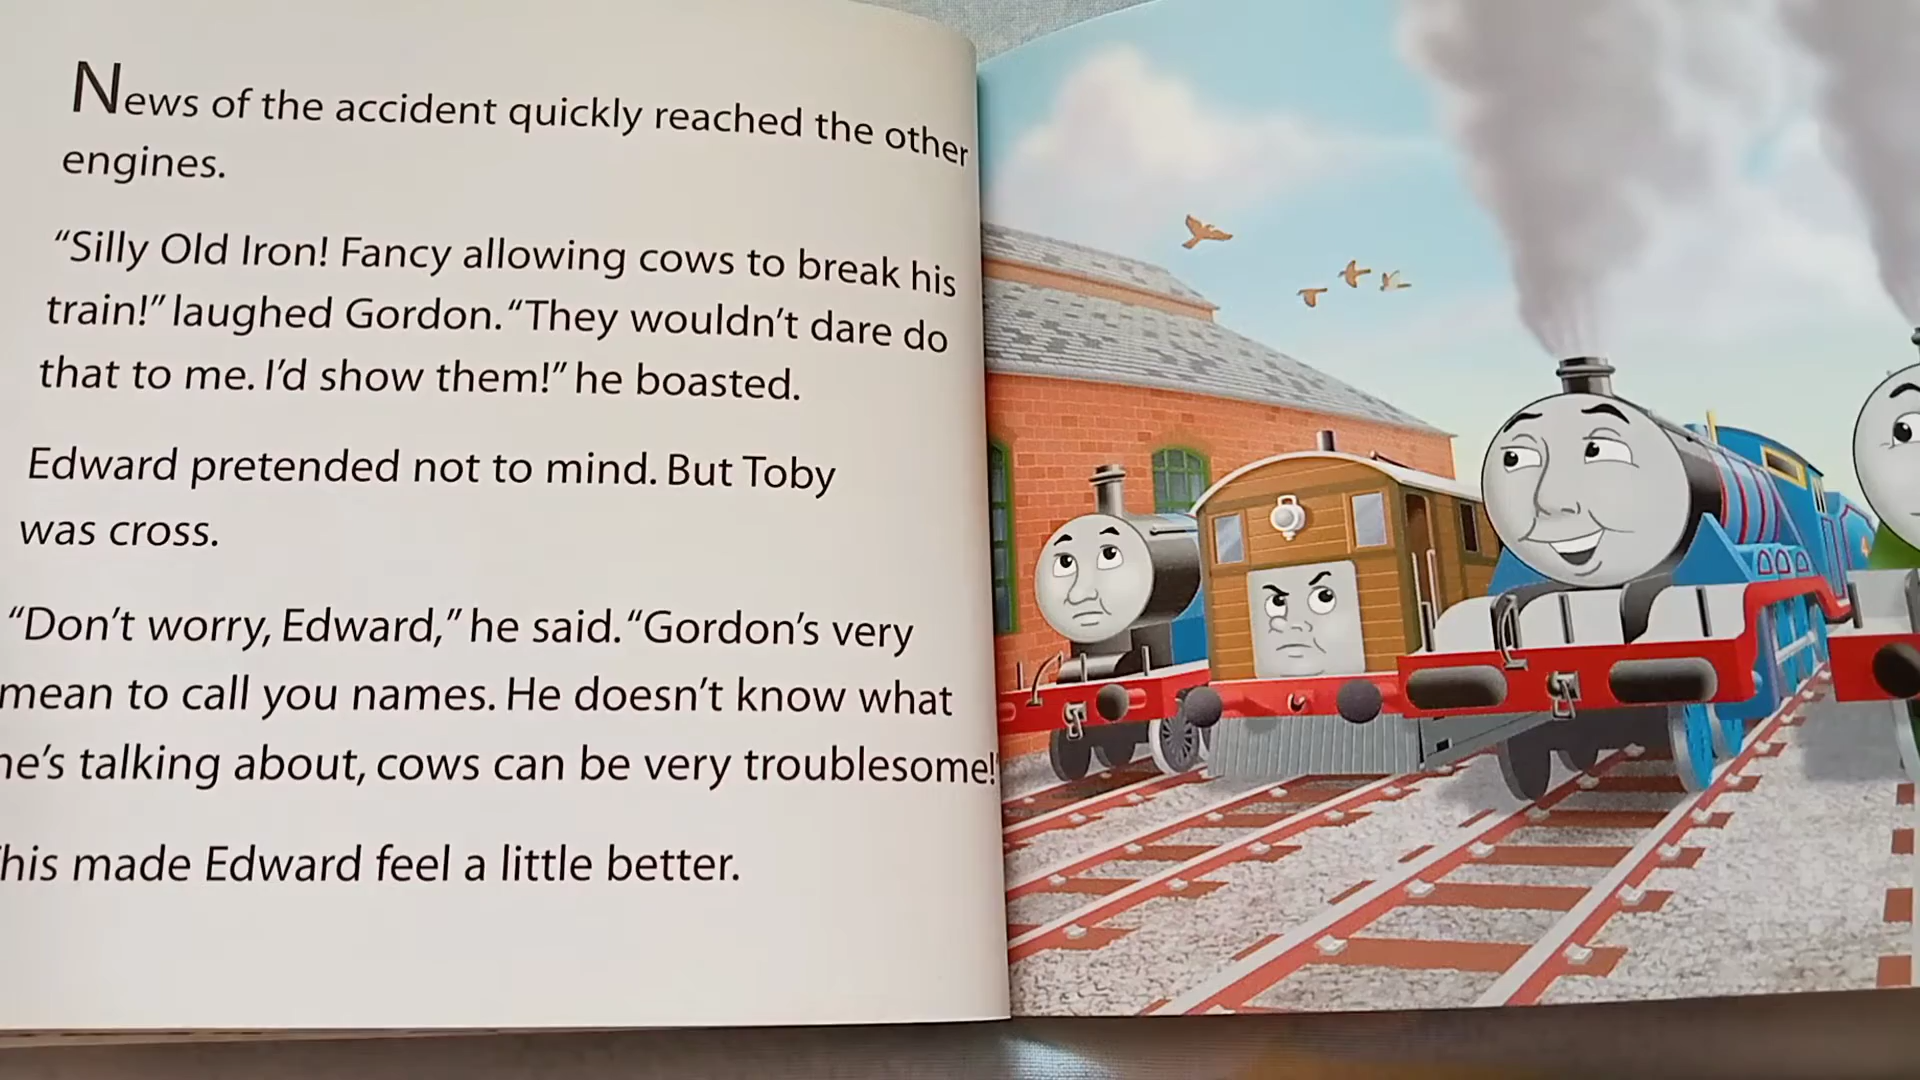 News of the accident quickly reached the other
engines.
“Silly Old Iron! Fancy allowing cows to break his
train!” laughed Gordon. “They wouldn’t dare do
that to me. I’d show them!” he boasted.
Edward pretended not to mind. But Toby
was cross.
“Don’t worry, Edward,” he said. “Gordon’s very
mean to call you names. He doesn’t know what
he’s talking about, cows can be very troublesome!
This made Edward feel a little better.